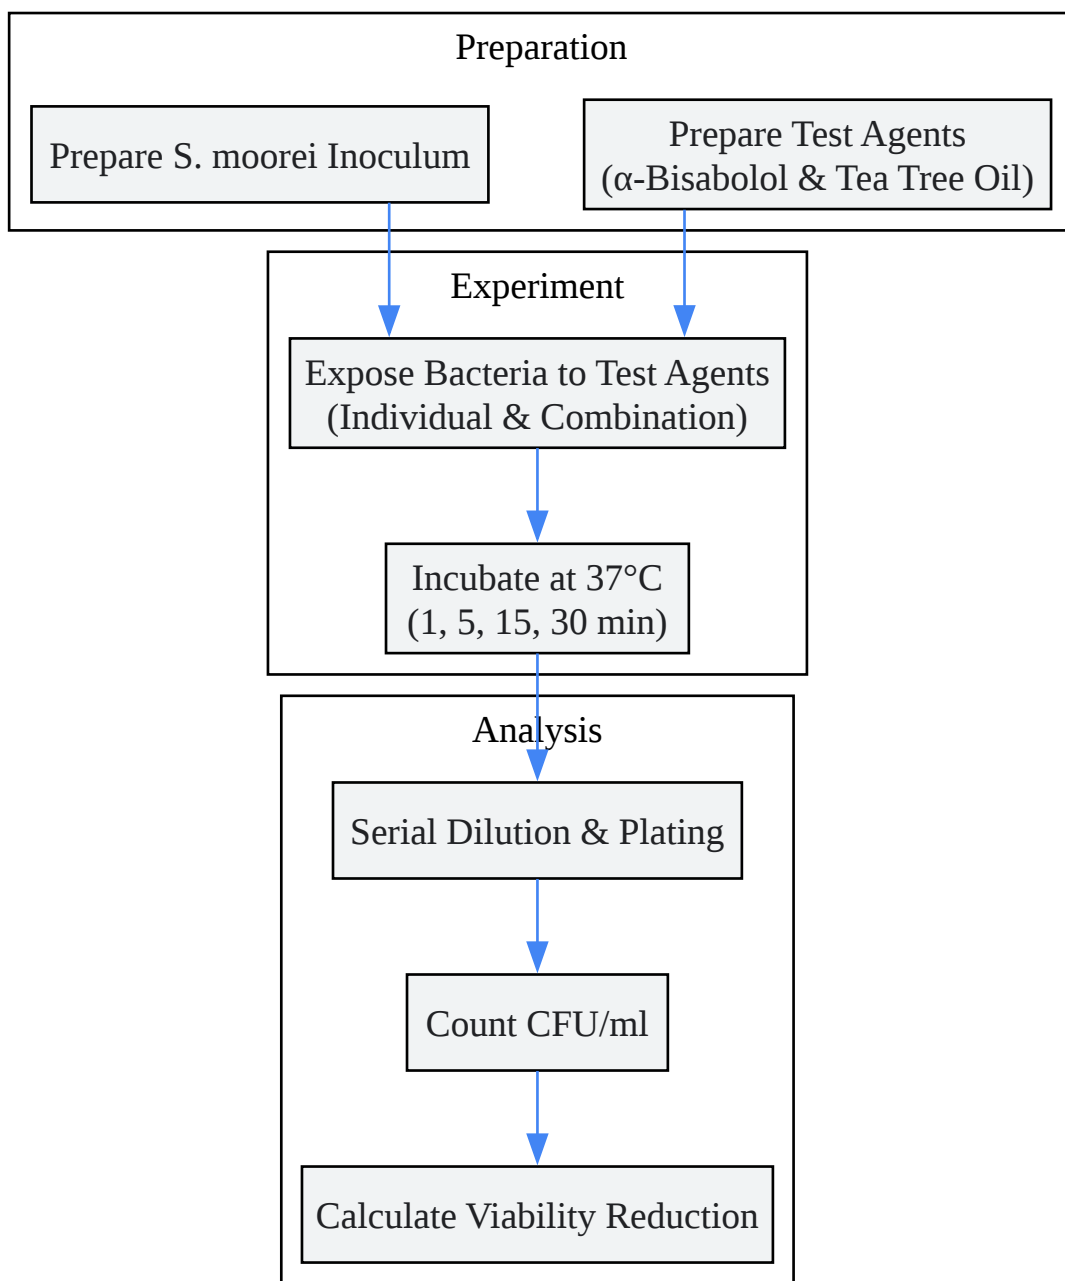 Preparation
Prepare S. moorei Inoculum
Prepare Test Agents
(α-Bisabolol & Tea Tree Oil)
Experiment
Expose Bacteria to Test Agents
(Individual & Combination)
Incubate at 37°C
(1, 5, 15, 30 min)
Analysis
Serial Dilution & Plating
Count CFU/ml
Calculate Viability Reduction